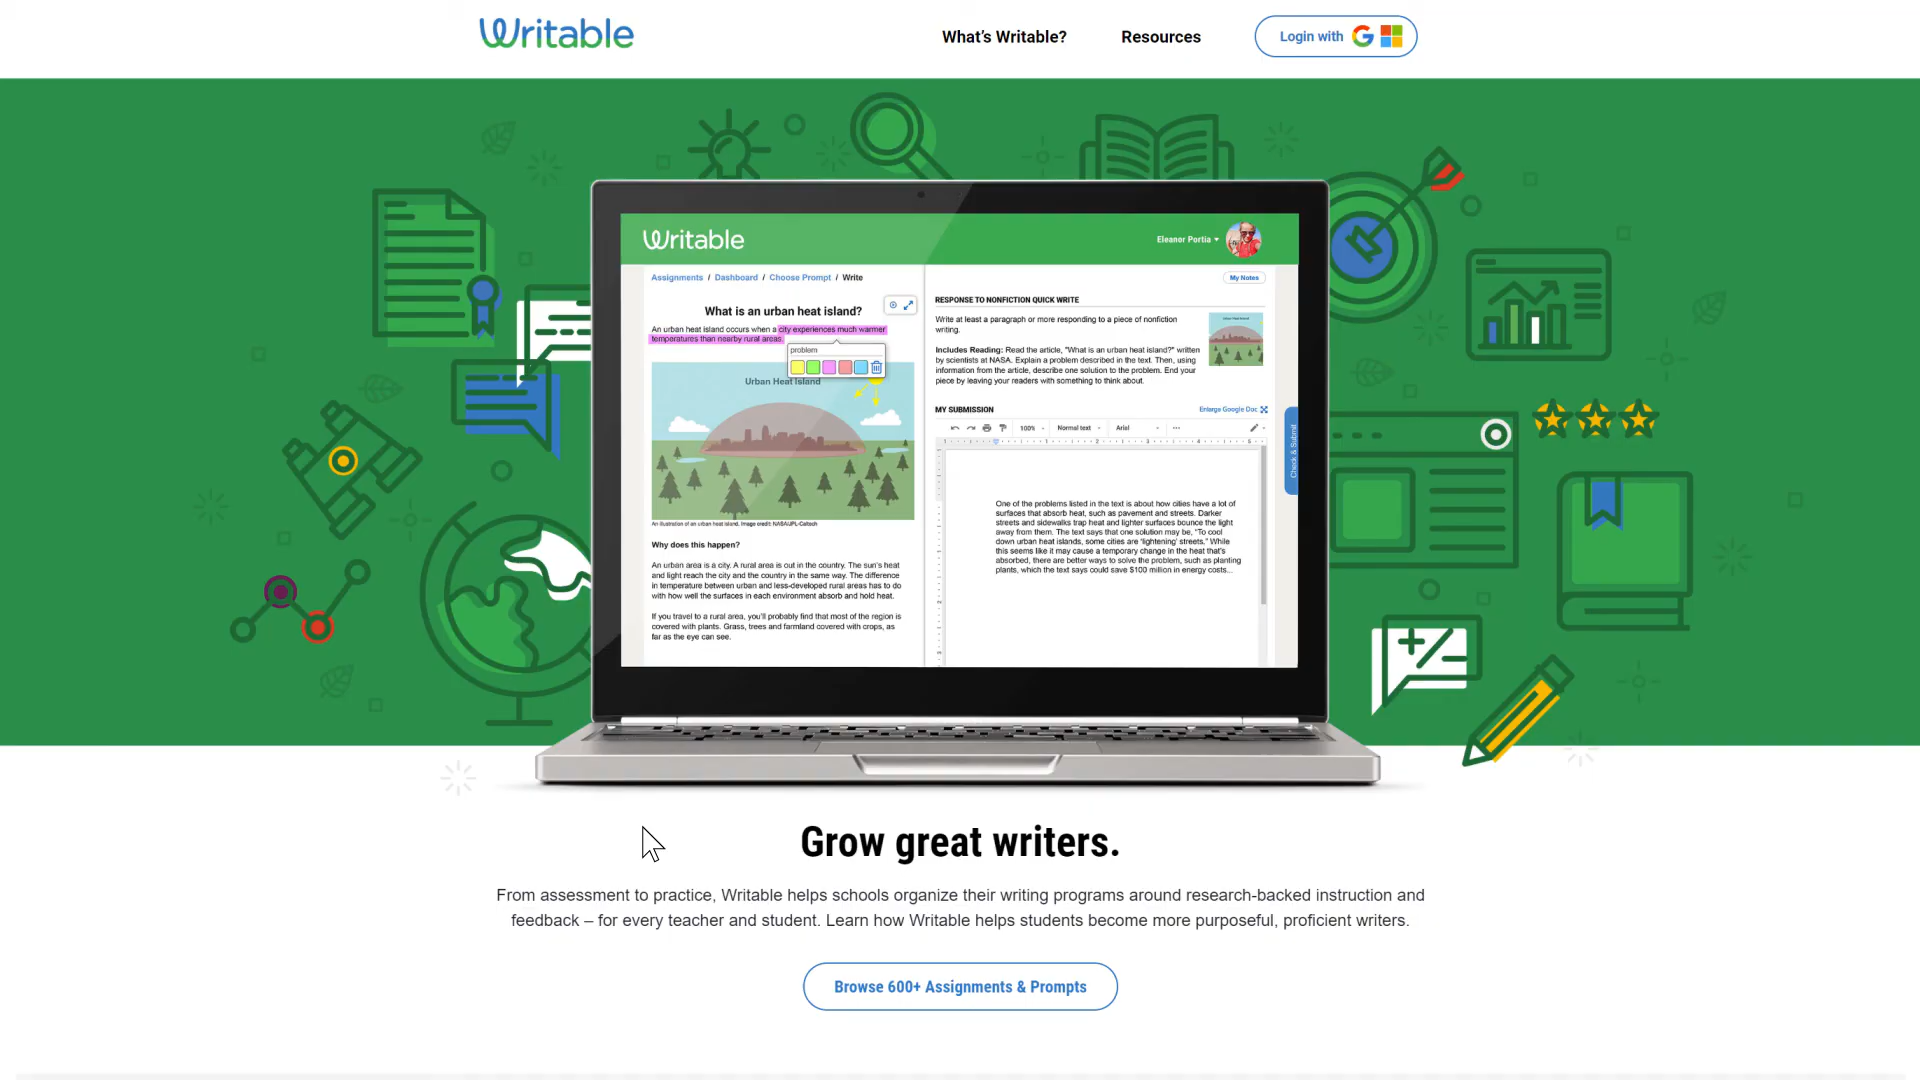 Writable
What's Writable?
Resources
Login with
Writable
Eleanor Portia
Assignments / Dashboard / Choose Prompt / Write
My Notes
What is an urban heat island?
An urban heat island occurs when a city experiences much warmer
temperatures than nearby rural areas.
problem
Urban Heat Island
An illustration of an urban heat island. Image credit: NASA/JPL-Caltech
Why does this happen?
An urban area is a city. A rural area is out in the country. The sun's heat
and light reach the city and the country in the same way. The difference
in temperature between urban and less-developed rural areas has to do
with how well the surfaces in each environment absorb and hold heat.
If you travel to a rural area, you'll probably find that most of the region is
covered with plants. Grass, trees and farmland covered with crops, as
far as the eye can see.
RESPONSE TO NONFICTION QUICK WRITE
Write at least a paragraph or more responding to a piece of nonfiction
writing.
Includes Reading: Read the article, "What is an urban heat island?" written
by scientists at NASA. Explain a problem described in the text. Then, using
information from the article, describe one solution to the problem. End your
piece by leaving your readers with something to think about.
MY SUBMISSION
Enlarge Google Doc
100%
Normal text
Arial
Check & Submit
One of the problems listed in the text is about how cities have a lot of
surfaces that absorb heat, such as pavement and streets. Darker
streets and sidewalks trap heat and lighter surfaces bounce the light
away from them. The text says that one solution may be, "To cool
down urban heat islands, some cities are 'lightening' streets." While
this seems like it may cause a temporary change in the heat that's
absorbed, there are better ways to solve the problem, such as planting
plants, which the text says could save $100 million in energy costs...
Grow great writers.
From assessment to practice, Writable helps schools organize their writing programs around research-backed instruction and
feedback – for every teacher and student. Learn how Writable helps students become more purposeful, proficient writers.
Browse 600+ Assignments & Prompts